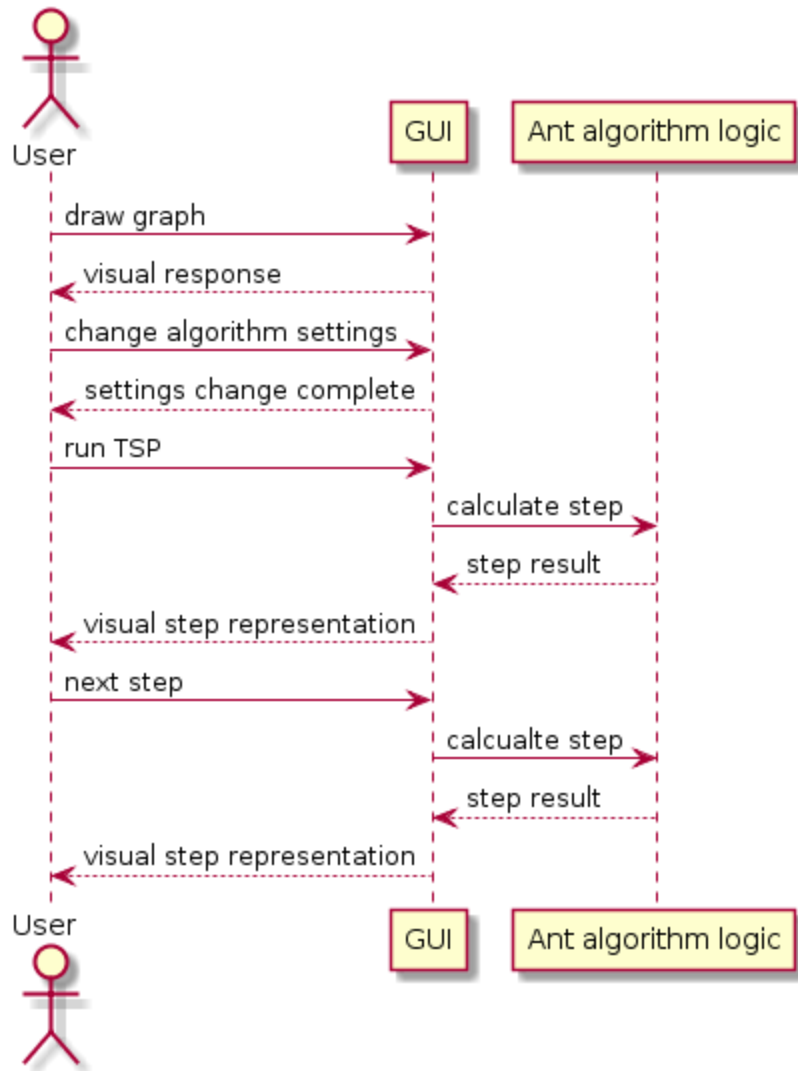 User
GUI
Ant algorithm logic
draw graph
visual response
change algorithm settings
settings change complete
run TSP
calculate step
step result
visual step representation
next step
calcualte step
step result
visual step representation
User
GUI
Ant algorithm logic